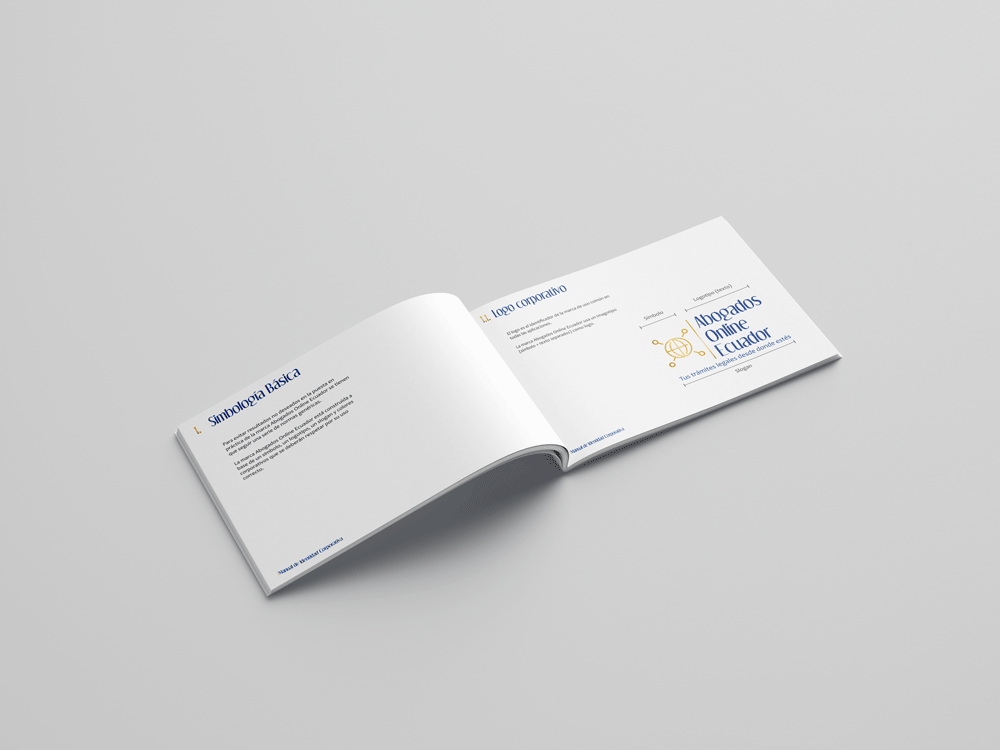 1. Simbología Básica
Para evitar resultados no deseados en la puesta en
práctica de la marca Abogados Online Ecuador se tienen
que seguir una serie de normas genéricas.
La marca Abogados Online Ecuador está construida a
base de un símbolo, un logotipo, un slogan y colores
corporativos que se deberán respetar por su uso
correcto.
Manual de Identidad Corporativa
1.1. Logo corporativo
El logo es el identificador de la marca de uso común en
todas las aplicaciones.
La marca Abogados Online Ecuador usa un imagotipo
(símbolo + texto separados) como logo.
Símbolo
Logotipo (texto)
Abogados
Online
Ecuador
Tus trámites legales desde donde estés
Slogan
Manual de Identidad Corporativa